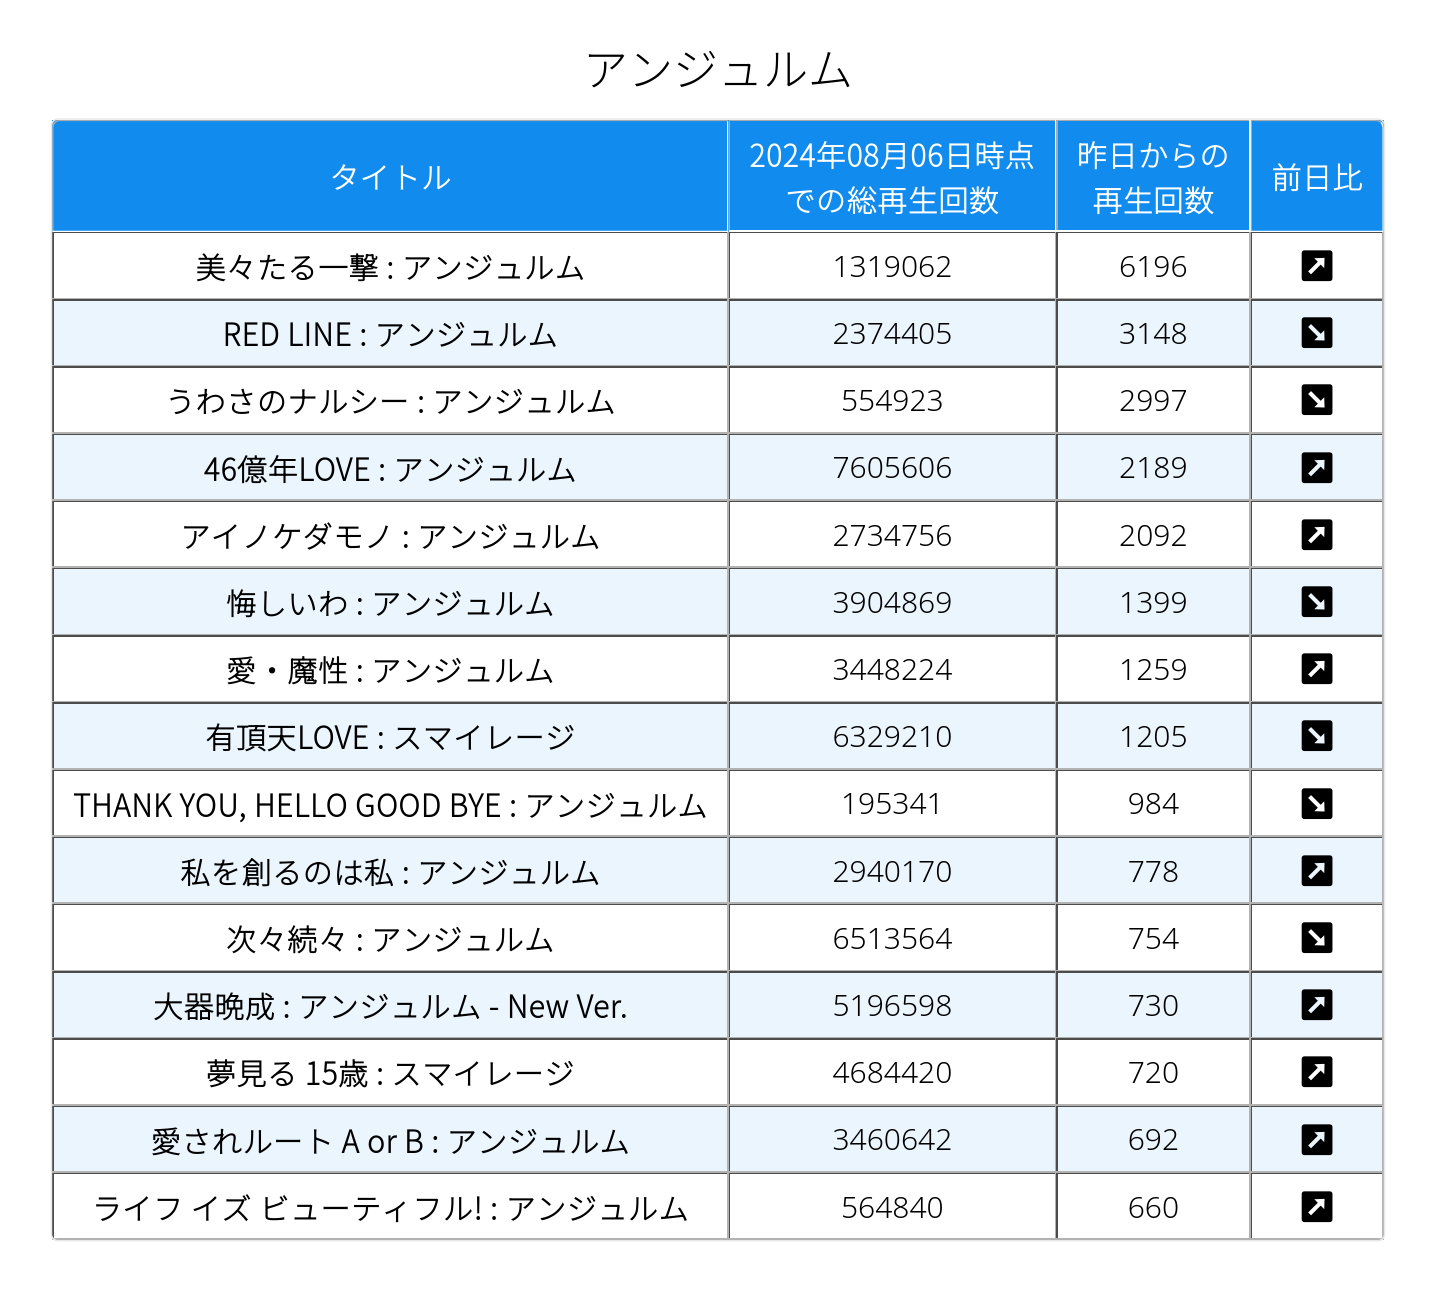 アンジュルム
タイトル 2024年08月06日時点での総再生回数 昨日からの再生回数 前日比
美々たる一撃 : アンジュルム 1319062 6196 ↗
RED LINE : アンジュルム 2374405 3148 ↘
うわさのナルシー : アンジュルム 554923 2997 ↘
46億年LOVE : アンジュルム 7605606 2189 ↗
アイノケダモノ : アンジュルム 2734756 2092 ↗
悔しいわ : アンジュルム 3904869 1399 ↘
愛・魔性 : アンジュルム 3448224 1259 ↗
有頂天LOVE : スマイレージ 6329210 1205 ↘
THANK YOU, HELLO GOOD BYE : アンジュルム 195341 984 ↘
私を創るのは私 : アンジュルム 2940170 778 ↗
次々続々 : アンジュルム 6513564 754 ↘
大器晩成 : アンジュルム - New Ver. 5196598 730 ↗
夢見る 15歳 : スマイレージ 4684420 720 ↗
愛されルート A or B : アンジュルム 3460642 692 ↗
ライフ イズ ビューティフル! : アンジュルム 564840 660 ↗